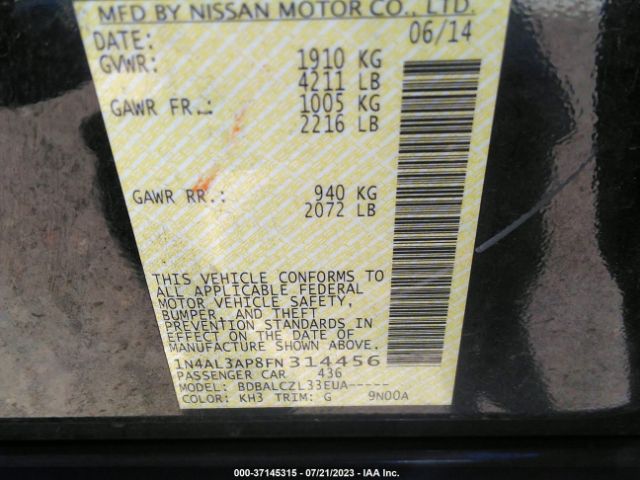 MFD BY NISSAN MOTOR CO., LTD.
DATE: 06/14
GVWR: 1910 KG
4211 LB
GAWR FR.: 1005 KG
2216 LB
GAWR RR.: 940 KG
2072 LB
THIS VEHICLE CONFORMS TO
ALL APPLICABLE FEDERAL
MOTOR VEHICLE SAFETY,
BUMPER, AND THEFT
PREVENTION STANDARDS IN
EFFECT ON THE DATE OF
MANUFACTURE SHOWN ABOVE.
1N4AL3AP8FN314456
PASSENGER CAR 436
MODEL: BDBALCZL33EUA-----
COLOR: KH3 TRIM: G 9N00A
000-37145315 - 07/21/2023 - IAA Inc.